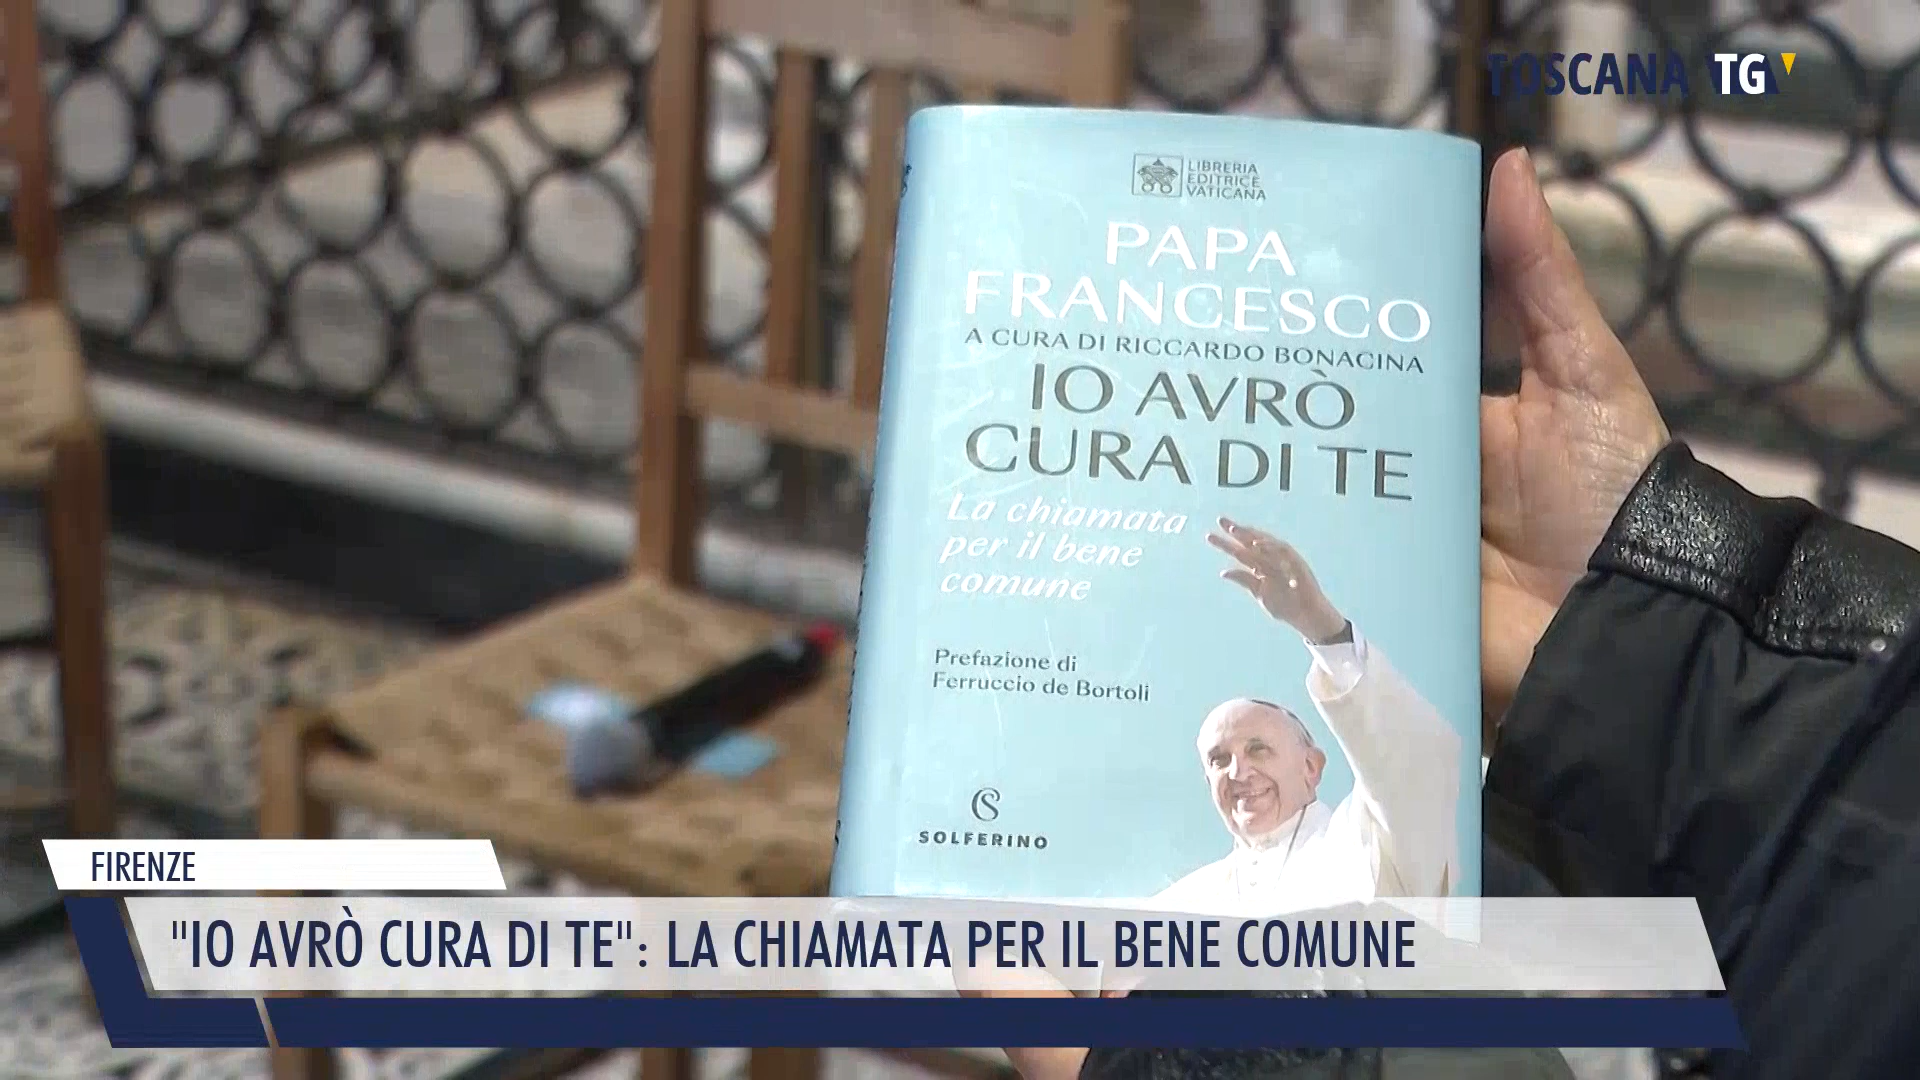 TOSCANA TG
LIBRERIA
EDITRICE
VATICANA
PAPA
FRANCESCO
A CURA DI RICCARDO BONACINA
IO AVRÒ
CURA DI TE
La chiamata
per il bene
comune
Prefazione di
Ferruccio de Bortoli
SOLFERINO
FIRENZE
"IO AVRÒ CURA DI TE": LA CHIAMATA PER IL BENE COMUNE